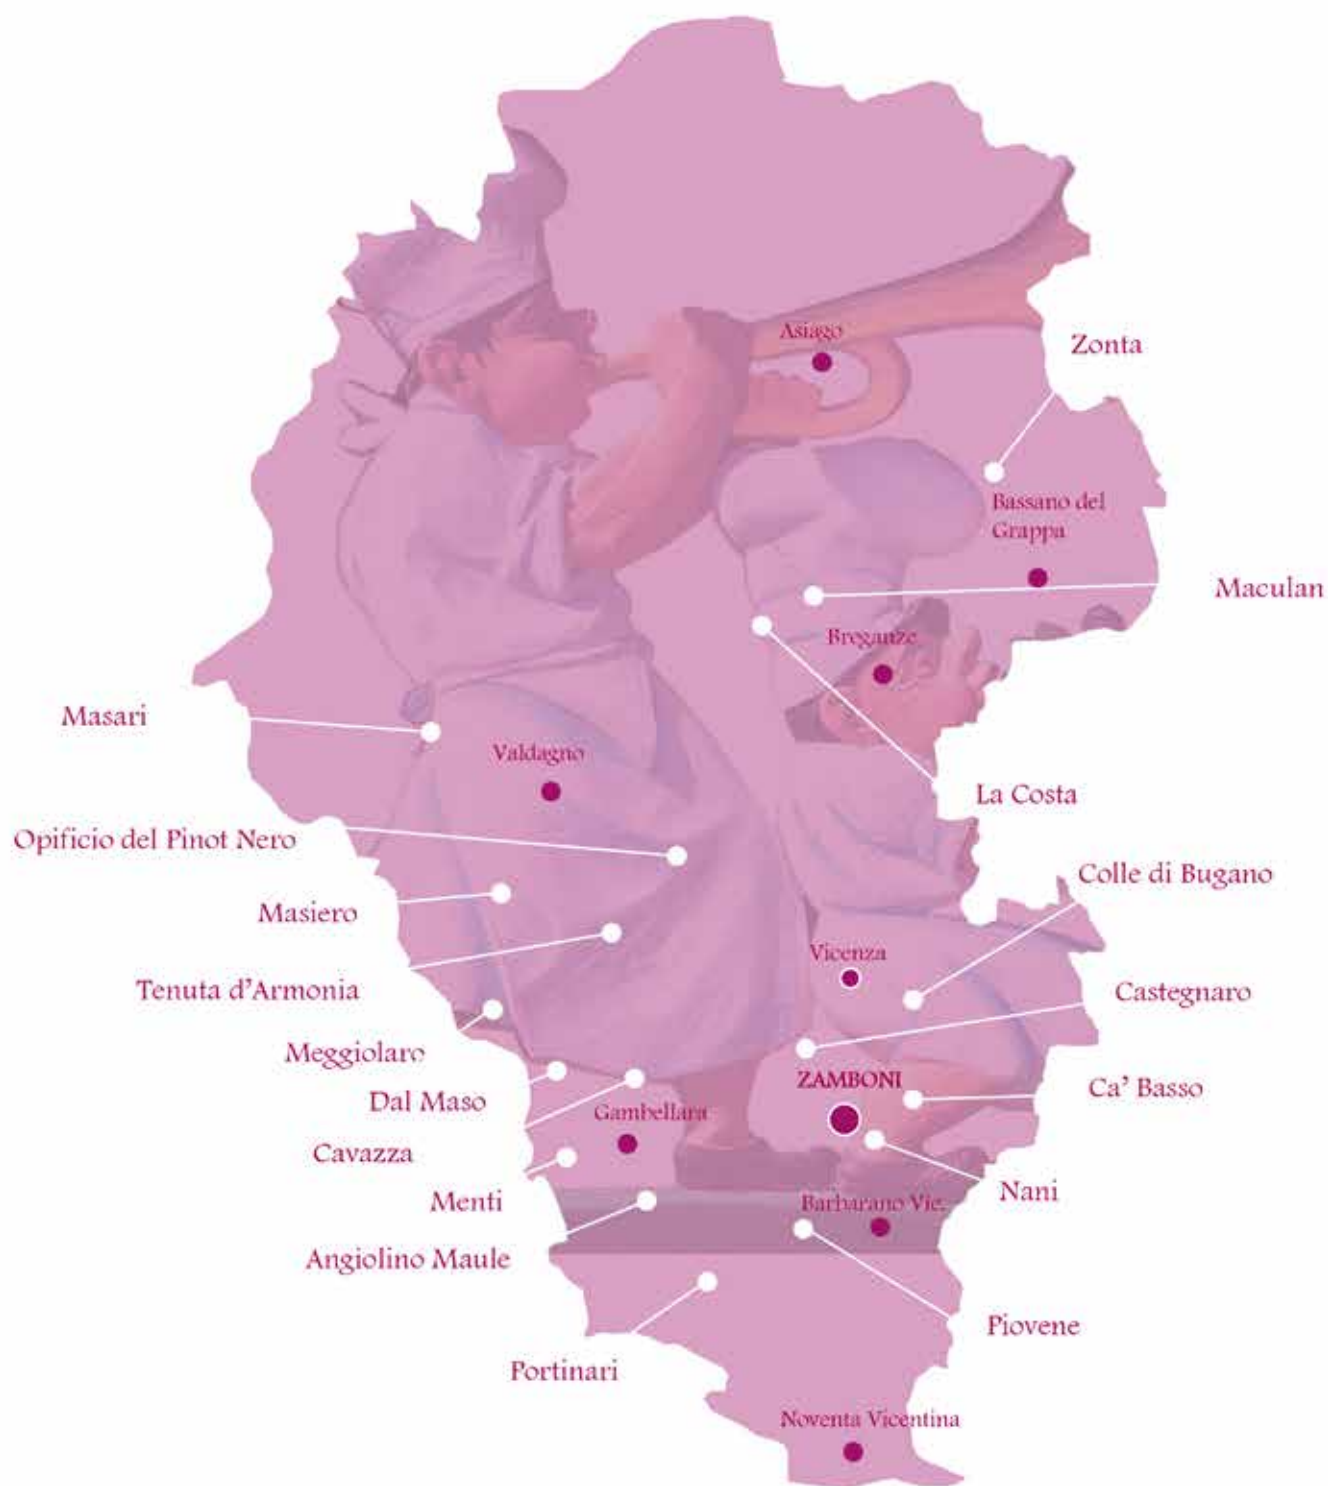 Asiago
Zonta
Bassano del
Grappa
Maculan
Breganze
Masari
Valdagno
La Costa
Opificio del Pinot Nero
Colle di Bugano
Masiero
Vicenza
Tenuta d'Armonia
Castegnaro
Meggiolaro
ZAMBONI
Dal Maso
Ca' Basso
Gambellara
Cavazza
Menti
Nani
Barbarano Vic.
Angiolino Maule
Piovene
Portinari
Noventa Vicentina